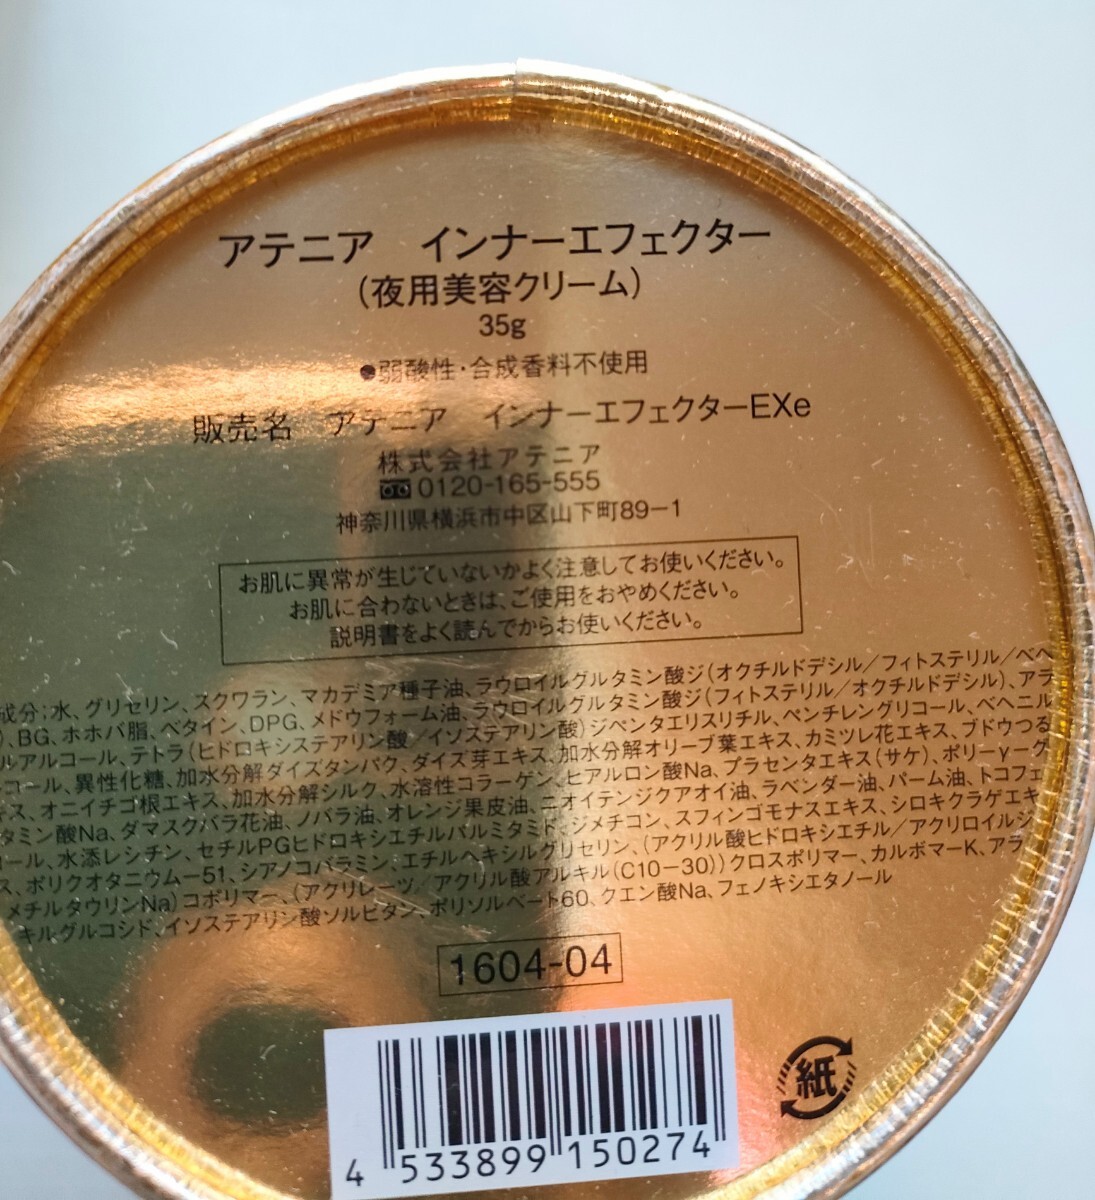 アテニア　インナーエフェクター
(夜用美容クリーム)
35g
●弱酸性・合成香料不使用
販売名　アテニア　インナーエフェクターEXe
株式会社アテニア
0120-165-555
神奈川県横浜市中区山下町89-1
お肌に異常が生じていないかよく注意してお使いください。
お肌に合わないときは、ご使用をおやめください。
説明書をよく読んでからお使いください。
成分;水、グリセリン、スクワラン、マカデミア種子油、ラウロイルグルタミン酸ジ(オクチルドデシル/フィトステリル/ベヘ
)、BG、ホホバ脂、ベタイン、DPG、メドウフォーム油、ラウロイルグルタミン酸ジ(フィトステリル/オクチルドデシル)、アラ
ルアルコール、テトラ(ヒドロキシステアリン酸/イソステアリン酸)ジペンタエリスリチル、ペンチレングリコール、ベヘニル
コール、異性化糖、加水分解ダイズタンパク、ダイズ芽エキス、加水分解オリーブ葉エキス、カミツレ花エキス、ブドウつる
キス、オニイチゴ根エキス、加水分解シルク、水溶性コラーゲン、ヒアルロン酸Na、プラセンタエキス(サケ)、ポリ-γ-グ
タミン酸Na、ダマスクバラ花油、ノバラ油、オレンジ果皮油、ニオイテンジクアオイ油、ラベンダー油、パーム油、トコフェ
ール、水添レシチン、セチルPGヒドロキシエチルパルミタミド、ジメチコン、スフィンゴモナスエキス、シロキクラゲエキ
ス、ポリクオタニウム-51、シアノコバラミン、エチルヘキシルグリセリン、(アクリル酸ヒドロキシエチル/アクリロイルジ
メチルタウリンNa)コポリマー、(アクリレーツ/アクリル酸アルキル(C10-30))クロスポリマー、カルボマーK、アラ
キルグルコシド、イソステアリン酸ソルビタン、ポリソルベート60、クエン酸Na、フェノキシエタノール
1604-04
紙
4 533899 150274